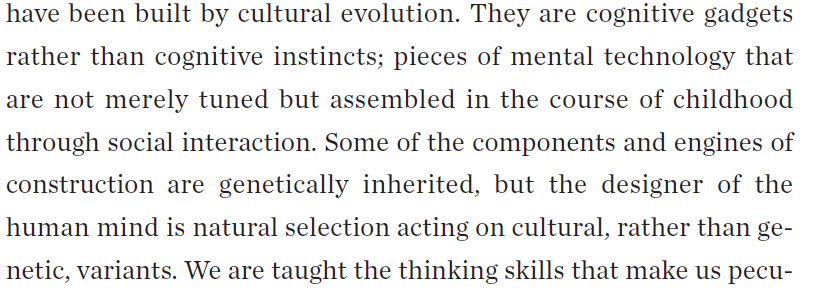 have been built by cultural evolution. They are cognitive gadgets
rather than cognitive instincts; pieces of mental technology that
are not merely tuned but assembled in the course of childhood
through social interaction. Some of the components and engines of
construction are genetically inherited, but the designer of the
human mind is natural selection acting on cultural, rather than ge-
netic, variants. We are taught the thinking skills that make us pecu-